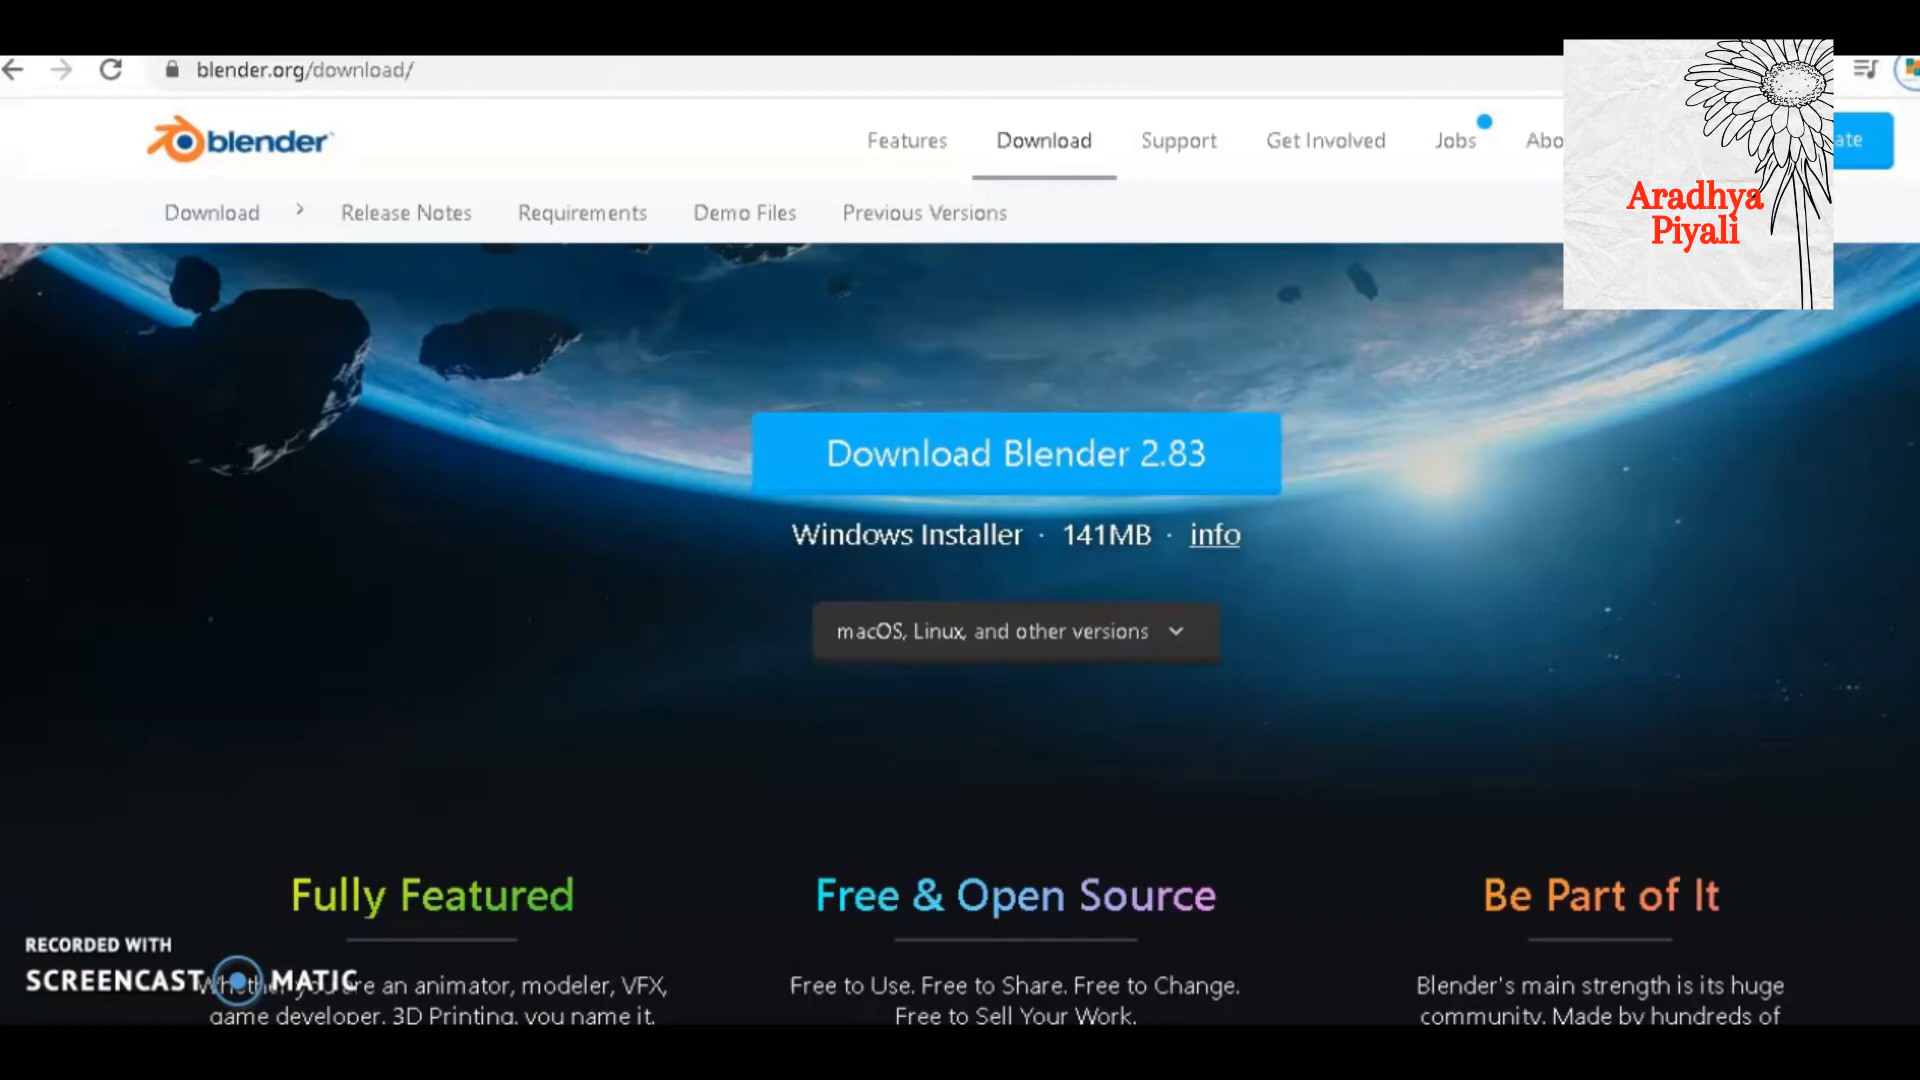 blender.org/download/
blender
Features Download Support Get Involved Jobs Abo
ate
Aradhya
Piyali
Download > Release Notes Requirements Demo Files Previous Versions
Download Blender 2.83
Windows Installer · 141MB · info
macOS, Linux, and other versions
Fully Featured
Free & Open Source
Be Part of It
RECORDED WITH
SCREENCAST MATIC
are an animator, modeler, VFX,
game developer, 3D Printing, you name it.
Free to Use. Free to Share. Free to Change.
Free to Sell Your Work.
Blender's main strength is its huge
community. Made by hundreds of